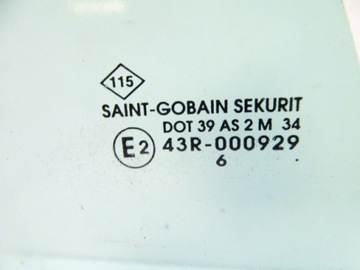 115
SAINT-GOBAIN SEKURIT
DOT 39 AS 2 M 34
E2 43R-000929
6